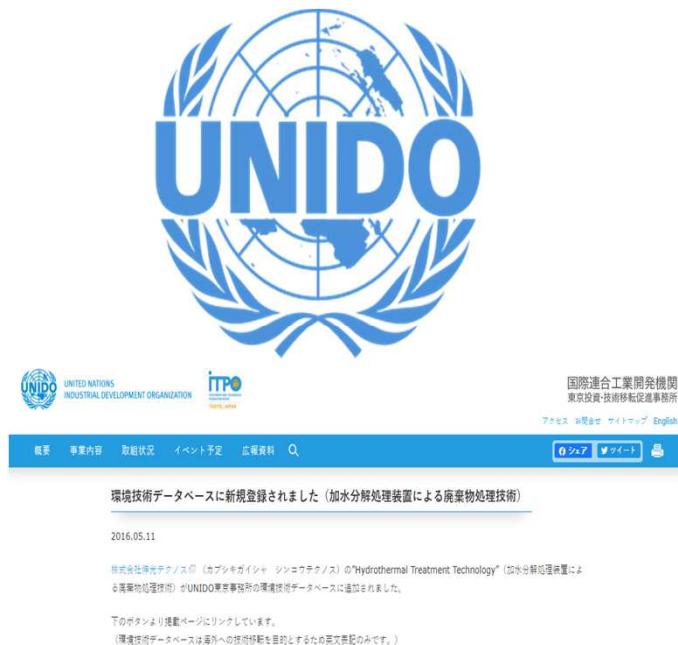 UNIDO
UNIDO
UNITED NATIONS
INDUSTRIAL DEVELOPMENT ORGANIZATION
ITPO
TOKYO, JAPAN
国際連合工業開発機関
東京投資・技術移転促進事務所
アクセス お問合せ サイトマップ English
概要 事業内容 取組状況 イベント予定 広報資料
シェア ツイート
環境技術データベースに新規登録されました（加水分解処理装置による廃棄物処理技術）
2016.05.11
株式会社伸光テクノス （カブシキガイシャ シンコウテクノス）の"Hydrothermal Treatment Technology"（加水分解処理装置によ
る廃棄物処理技術）がUNIDO東京事務所の環境技術データベースに追加されました。
下のボタンより掲載ページにリンクしています。
（環境技術データベースは海外への技術移転を目的とするため英文表記のみです。）